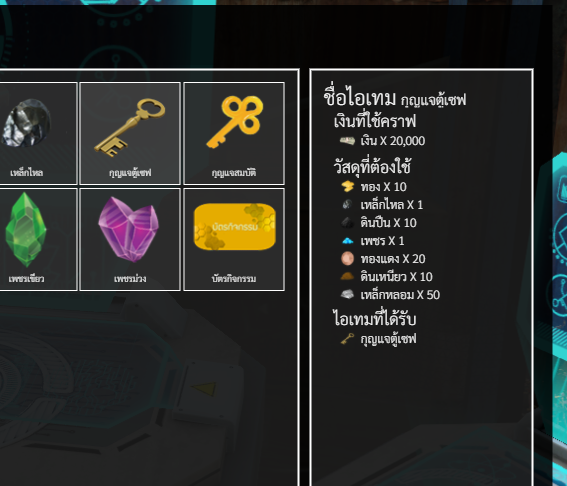 เหล็กไหล
กุญแจตู้เซฟ
กุญแจสมบัติ
เพชรเขียว
เพชรม่วง
บัตรกิจกรรม
บัตรกิจกรรม
ชื่อไอเทม กุญแจตู้เซฟ
เงินที่ใช้คราฟ
เงิน X 20,000
วัสดุที่ต้องใช้
ทอง X 10
เหล็กไหล X 1
ดินปืน X 10
เพชร X 1
ทองแดง X 20
ดินเหนียว X 10
เหล็กหลอม X 50
ไอเทมที่ได้รับ
กุญแจตู้เซฟ